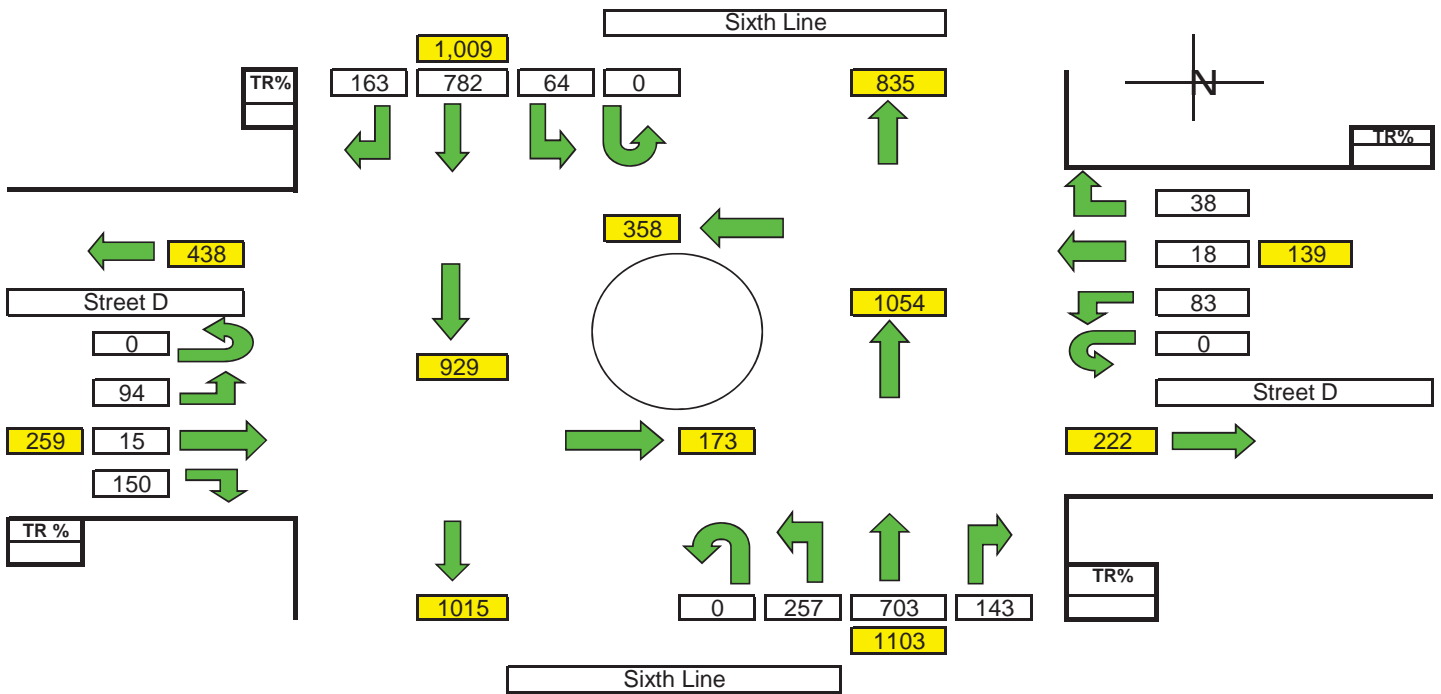 Sixth Line
1,009
TR% 163 782 64 0 835 N
TR%
38
358 18 139
438
Street D 1054 83
0 0
929 Street D
94
259 15 173 222
150
TR %
TR%
1015 0 257 703 143
1103
Sixth Line